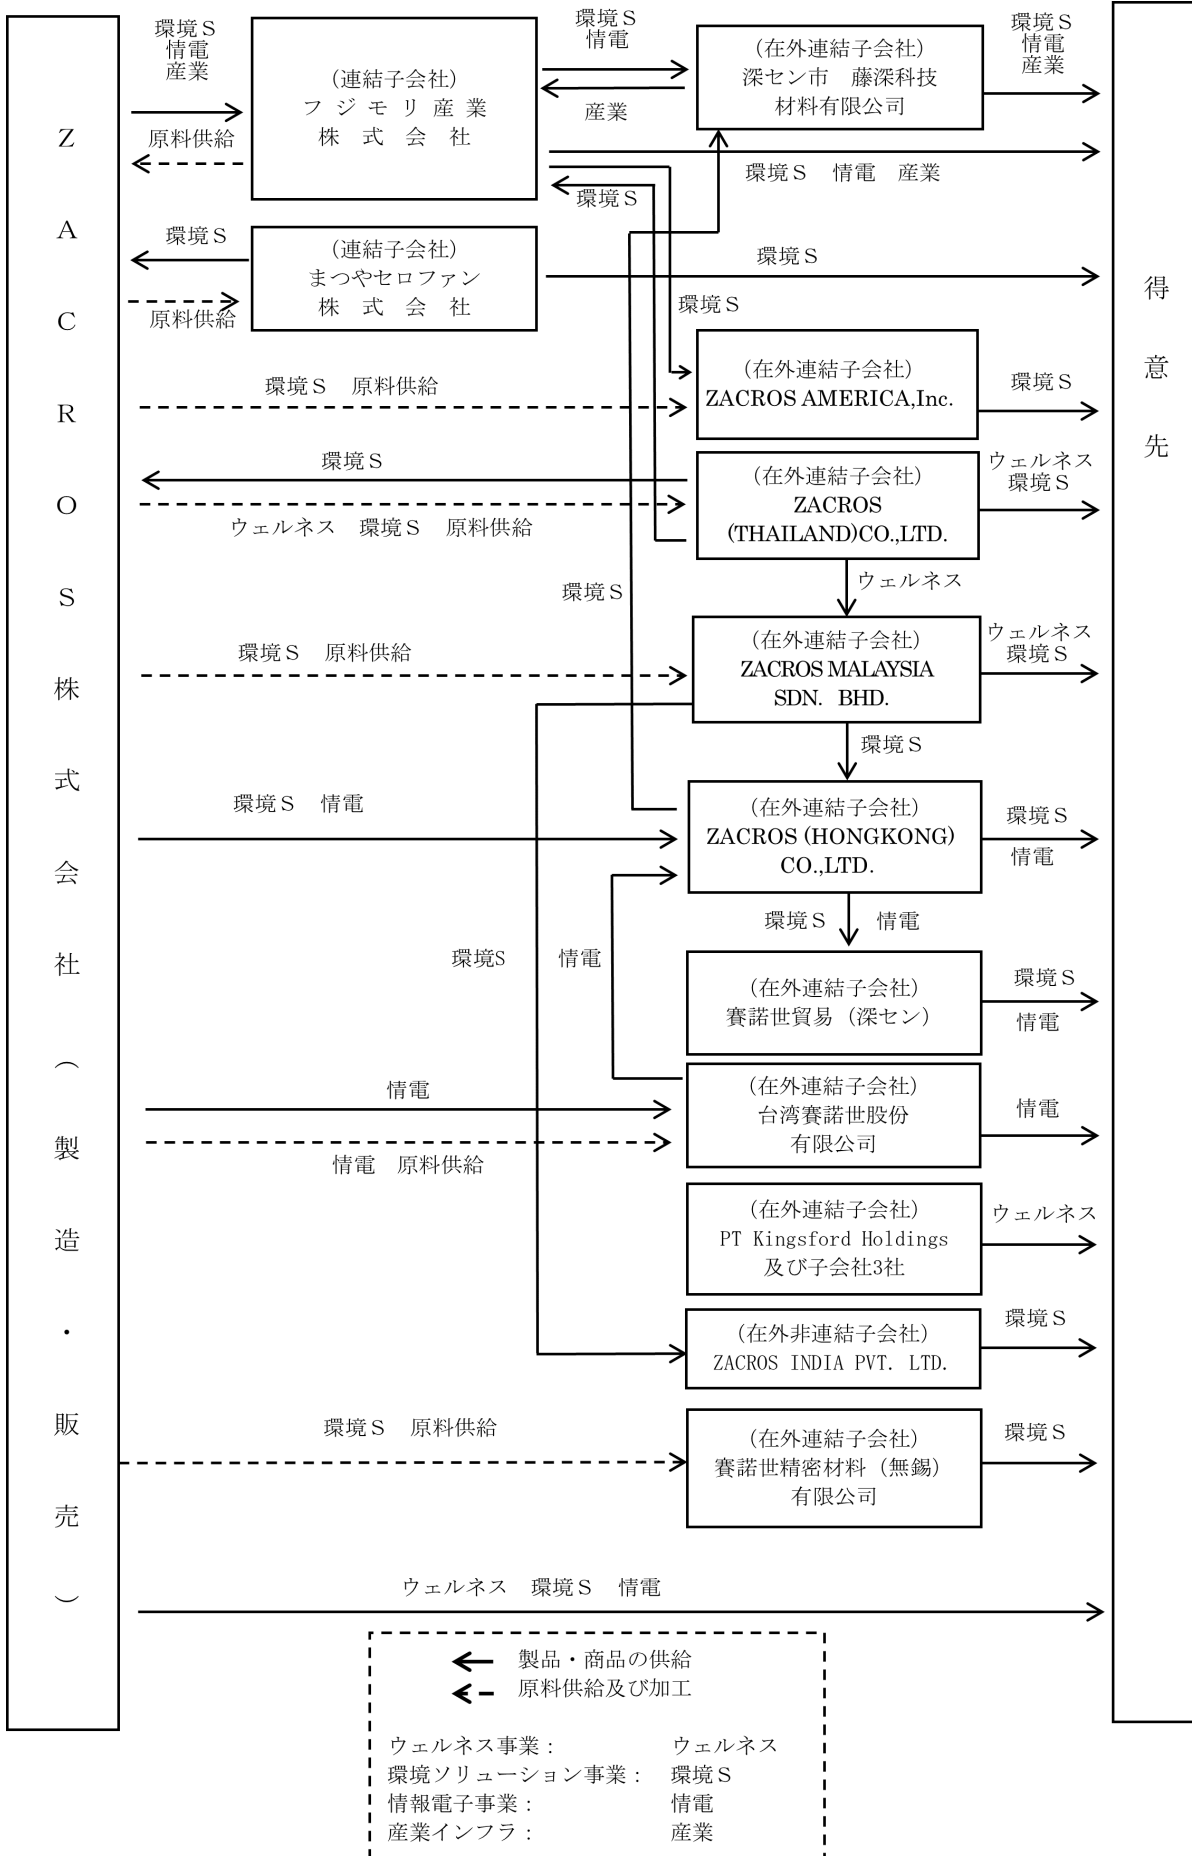 ＺＡＣＲＯＳ株式会社（製造・販売）
環境Ｓ
情電
産業
原料供給
(連結子会社)
フジモリ産業
株式会社
環境Ｓ
情電
産業
(在外連結子会社)
深セン市　藤深科技
材料有限公司
環境Ｓ
情電
産業
環境Ｓ　情電　産業
環境Ｓ
環境Ｓ
原料供給
(連結子会社)
まつやセロファン
株式会社
環境Ｓ
環境Ｓ
得意先
環境Ｓ　原料供給
(在外連結子会社)
ZACROS AMERICA,Inc.
環境Ｓ
環境Ｓ
ウェルネス　環境Ｓ　原料供給
(在外連結子会社)
ZACROS
(THAILAND)CO.,LTD.
ウェルネス
環境Ｓ
ウェルネス
環境Ｓ
環境Ｓ　原料供給
(在外連結子会社)
ZACROS MALAYSIA
SDN. BHD.
ウェルネス
環境Ｓ
環境Ｓ
環境Ｓ　情電
(在外連結子会社)
ZACROS (HONGKONG)
CO.,LTD.
環境Ｓ
情電
環境Ｓ　情電
環境S
情電
(在外連結子会社)
賽諾世貿易（深セン）
環境Ｓ
情電
情電
情電　原料供給
(在外連結子会社)
台湾賽諾世股份
有限公司
情電
(在外連結子会社)
PT Kingsford Holdings
及び子会社3社
ウェルネス
(在外非連結子会社)
ZACROS INDIA PVT. LTD.
環境Ｓ
環境Ｓ　原料供給
(在外連結子会社)
賽諾世精密材料（無錫）
有限公司
環境Ｓ
ウェルネス　環境Ｓ　情電
製品・商品の供給
原料供給及び加工
ウェルネス事業：　ウェルネス
環境ソリューション事業：　環境Ｓ
情報電子事業：　情電
産業インフラ：　産業